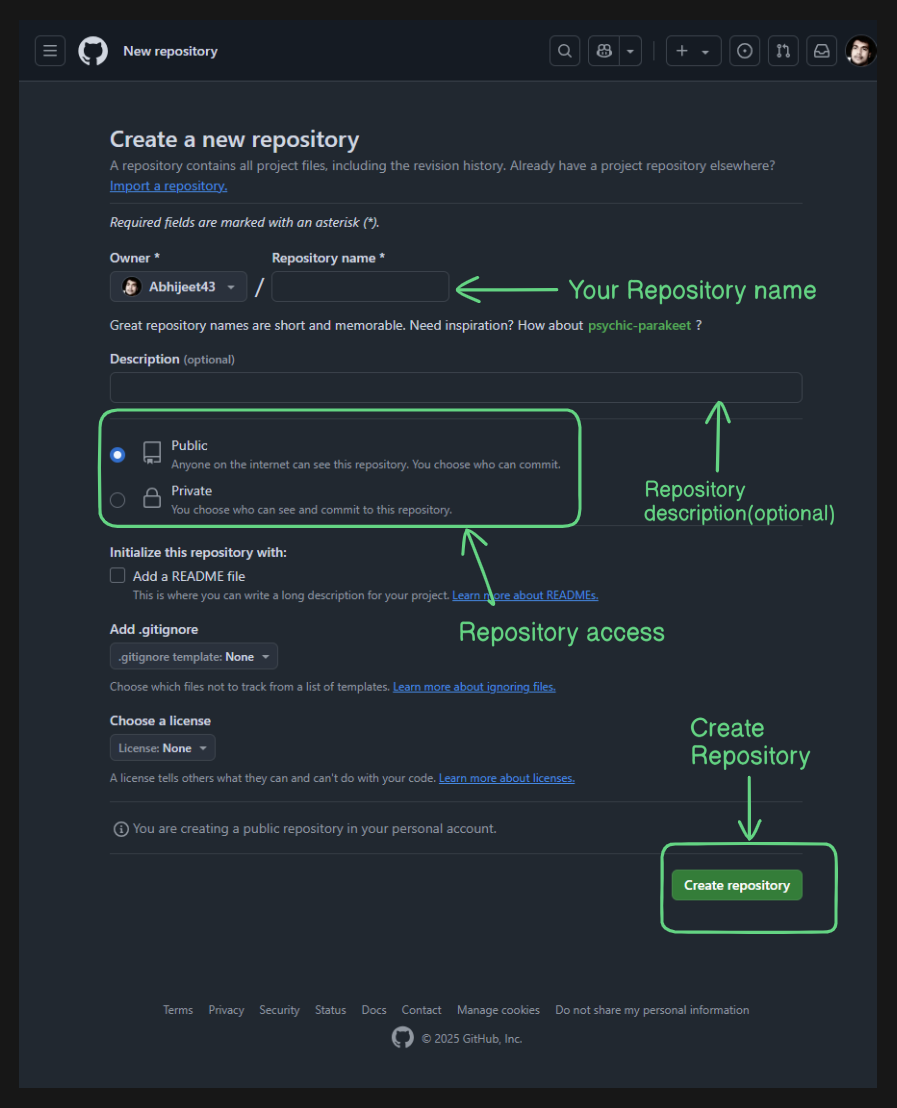 New repository
Create a new repository
A repository contains all project files, including the revision history. Already have a project repository elsewhere?
Import a repository.
Required fields are marked with an asterisk (*).
Owner * Repository name *
Abhijeet43 / Your Repository name
Great repository names are short and memorable. Need inspiration? How about psychic-parakeet ?
Description (optional)
Public
Anyone on the internet can see this repository. You choose who can commit.
Private
You choose who can see and commit to this repository.
Repository
description(optional)
Initialize this repository with:
Add a README file
This is where you can write a long description for your project. Learn more about READMEs.
Repository access
Add .gitignore
.gitignore template: None
Choose which files not to track from a list of templates. Learn more about ignoring files.
Choose a license
License: None
A license tells others what they can and can't do with your code. Learn more about licenses.
Create
Repository
You are creating a public repository in your personal account.
Create repository
Terms Privacy Security Status Docs Contact Manage cookies Do not share my personal information
© 2025 GitHub, Inc.